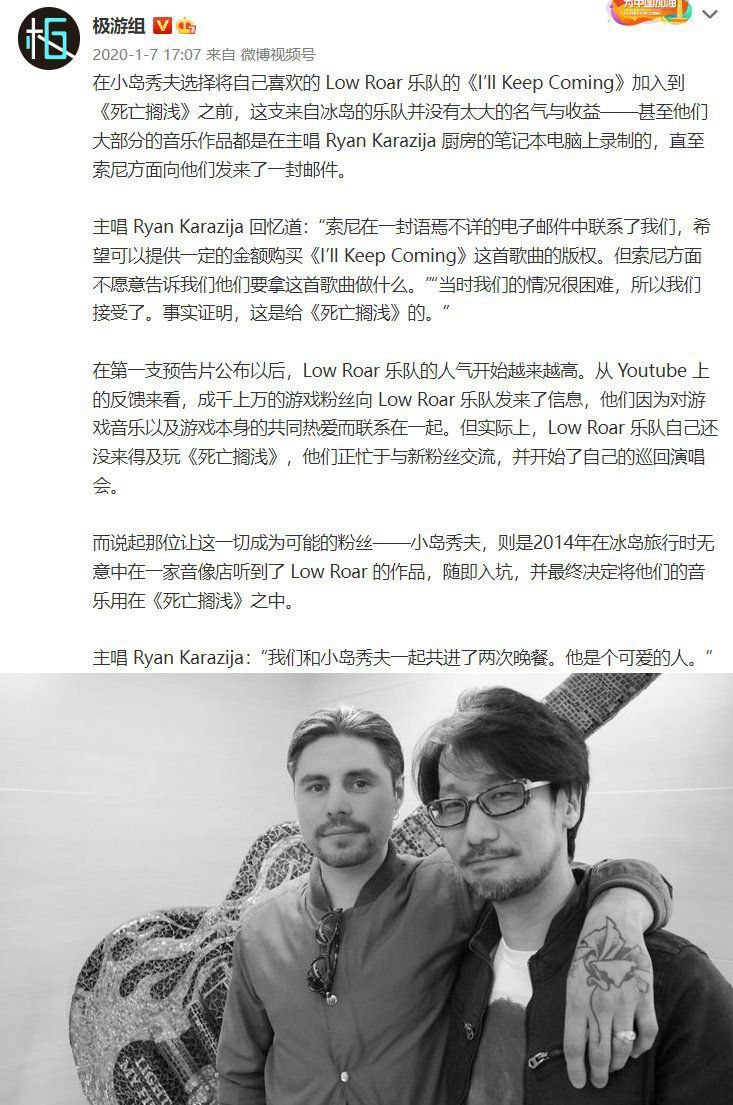 极游组
为中国加油
2020-1-7 17:07 来自 微博视频号
在小岛秀夫选择将自己喜欢的 Low Roar 乐队的《I’ll Keep Coming》加入到
《死亡搁浅》之前，这支来自冰岛的乐队并没有太大的名气与收益——甚至他们
大部分的音乐作品都是在主唱 Ryan Karazija 厨房的笔记本电脑上录制的，直至
索尼方面向他们发来了一封邮件。
主唱 Ryan Karazija 回忆道：“索尼在一封语焉不详的电子邮件中联系了我们，希
望可以提供一定的金额购买《I’ll Keep Coming》这首歌曲的版权。但索尼方面
不愿意告诉我们他们要拿这首歌曲做什么。”“当时我们的情况很困难，所以我们
接受了。事实证明，这是给《死亡搁浅》的。“
在第一支预告片公布以后，Low Roar 乐队的人气开始越来越高。从 Youtube 上
的反馈来看，成千上万的游戏粉丝向 Low Roar 乐队发来了信息，他们因为对游
戏音乐以及游戏本身的共同热爱而联系在一起。但实际上，Low Roar 乐队自己还
没来得及玩《死亡搁浅》，他们正忙于与新粉丝交流，并开始了自己的巡回演唱
会。
而说起那位让这一切成为可能的粉丝——小岛秀夫，则是2014年在冰岛旅行时无
意中在一家音像店听到了 Low Roar 的作品，随即入坑，并最终决定将他们的音
乐用在《死亡搁浅》之中。
主唱 Ryan Karazija：“我们和小岛秀夫一起共进了两次晚餐。他是个可爱的人。”